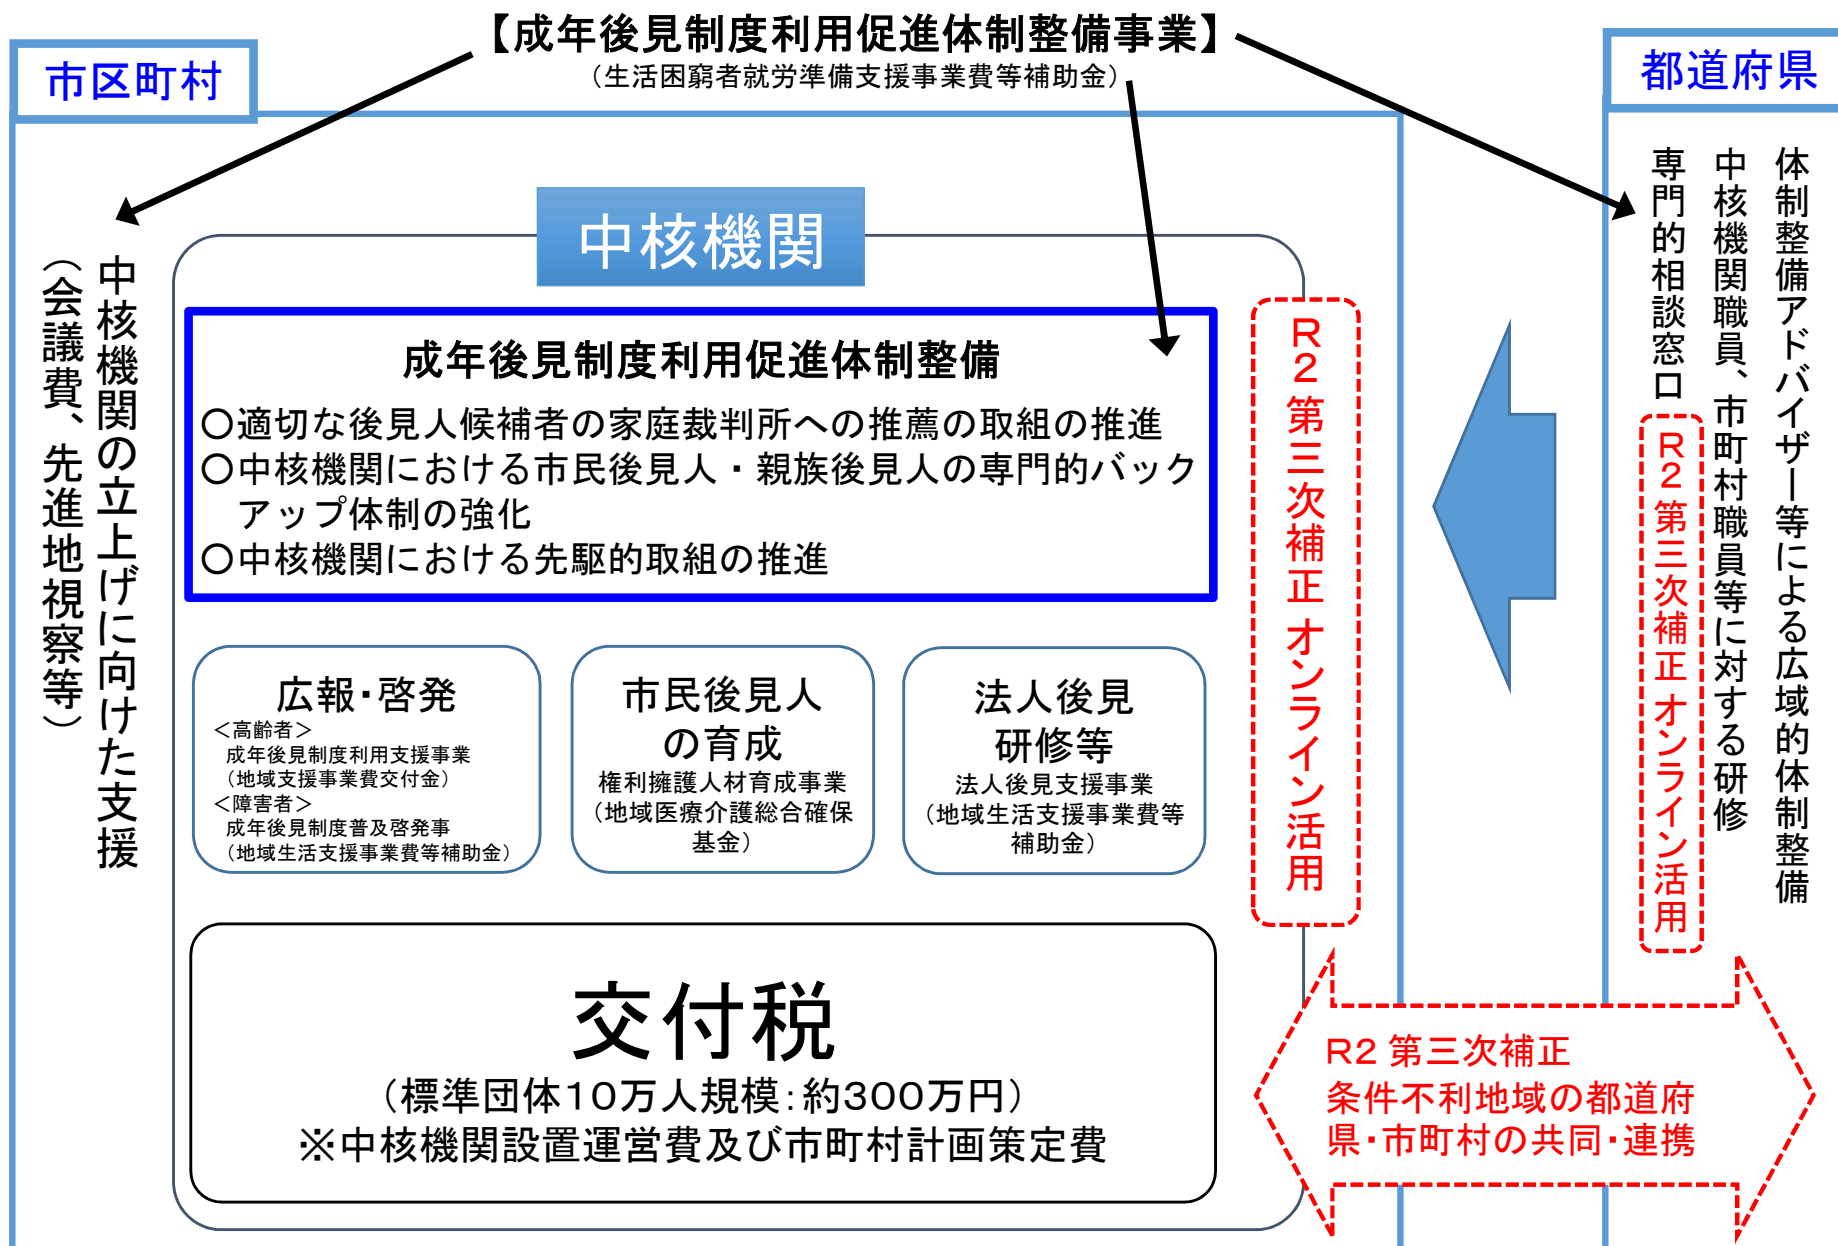 【成年後見制度利用促進体制整備事業】
（生活困窮者就労準備支援事業費等補助金）
市区町村
都道府県
中核機関の立上げに向けた支援
（会議費、先進地視察等）
中核機関
成年後見制度利用促進体制整備
〇適切な後見人候補者の家庭裁判所への推薦の取組の推進
〇中核機関における市民後見人・親族後見人の専門的バック
アップ体制の強化
〇中核機関における先駆的取組の推進
広報・啓発
＜高齢者＞
成年後見制度利用支援事業
（地域支援事業費交付金）
＜障害者＞
成年後見制度普及啓発事
（地域生活支援事業費等補助金）
市民後見人
の育成
権利擁護人材育成事業
（地域医療介護総合確保
基金）
法人後見
研修等
法人後見支援事業
（地域生活支援事業費等
補助金）
交付税
（標準団体１０万人規模：約３００万円）
※中核機関設置運営費及び市町村計画策定費
R２ 第三次補正 オンライン活用
体制整備アドバイザー等による広域的体制整備
中核機関職員、市町村職員等に対する研修
専門的相談窓口
R２ 第三次補正 オンライン活用
R２ 第三次補正
条件不利地域の都道府
県・市町村の共同・連携